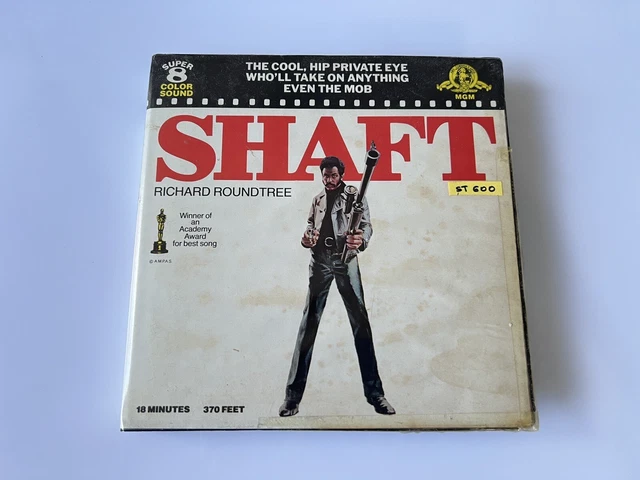 SUPER
8
COLOR
SOUND
THE COOL, HIP PRIVATE EYE
WHO'LL TAKE ON ANYTHING
EVEN THE MOB
MGM
SHAFT
RICHARD ROUNDTREE
ST 600
Winner of
an
Academy
Award
for best song
© A.M.P.A.S.
18 MINUTES 370 FEET